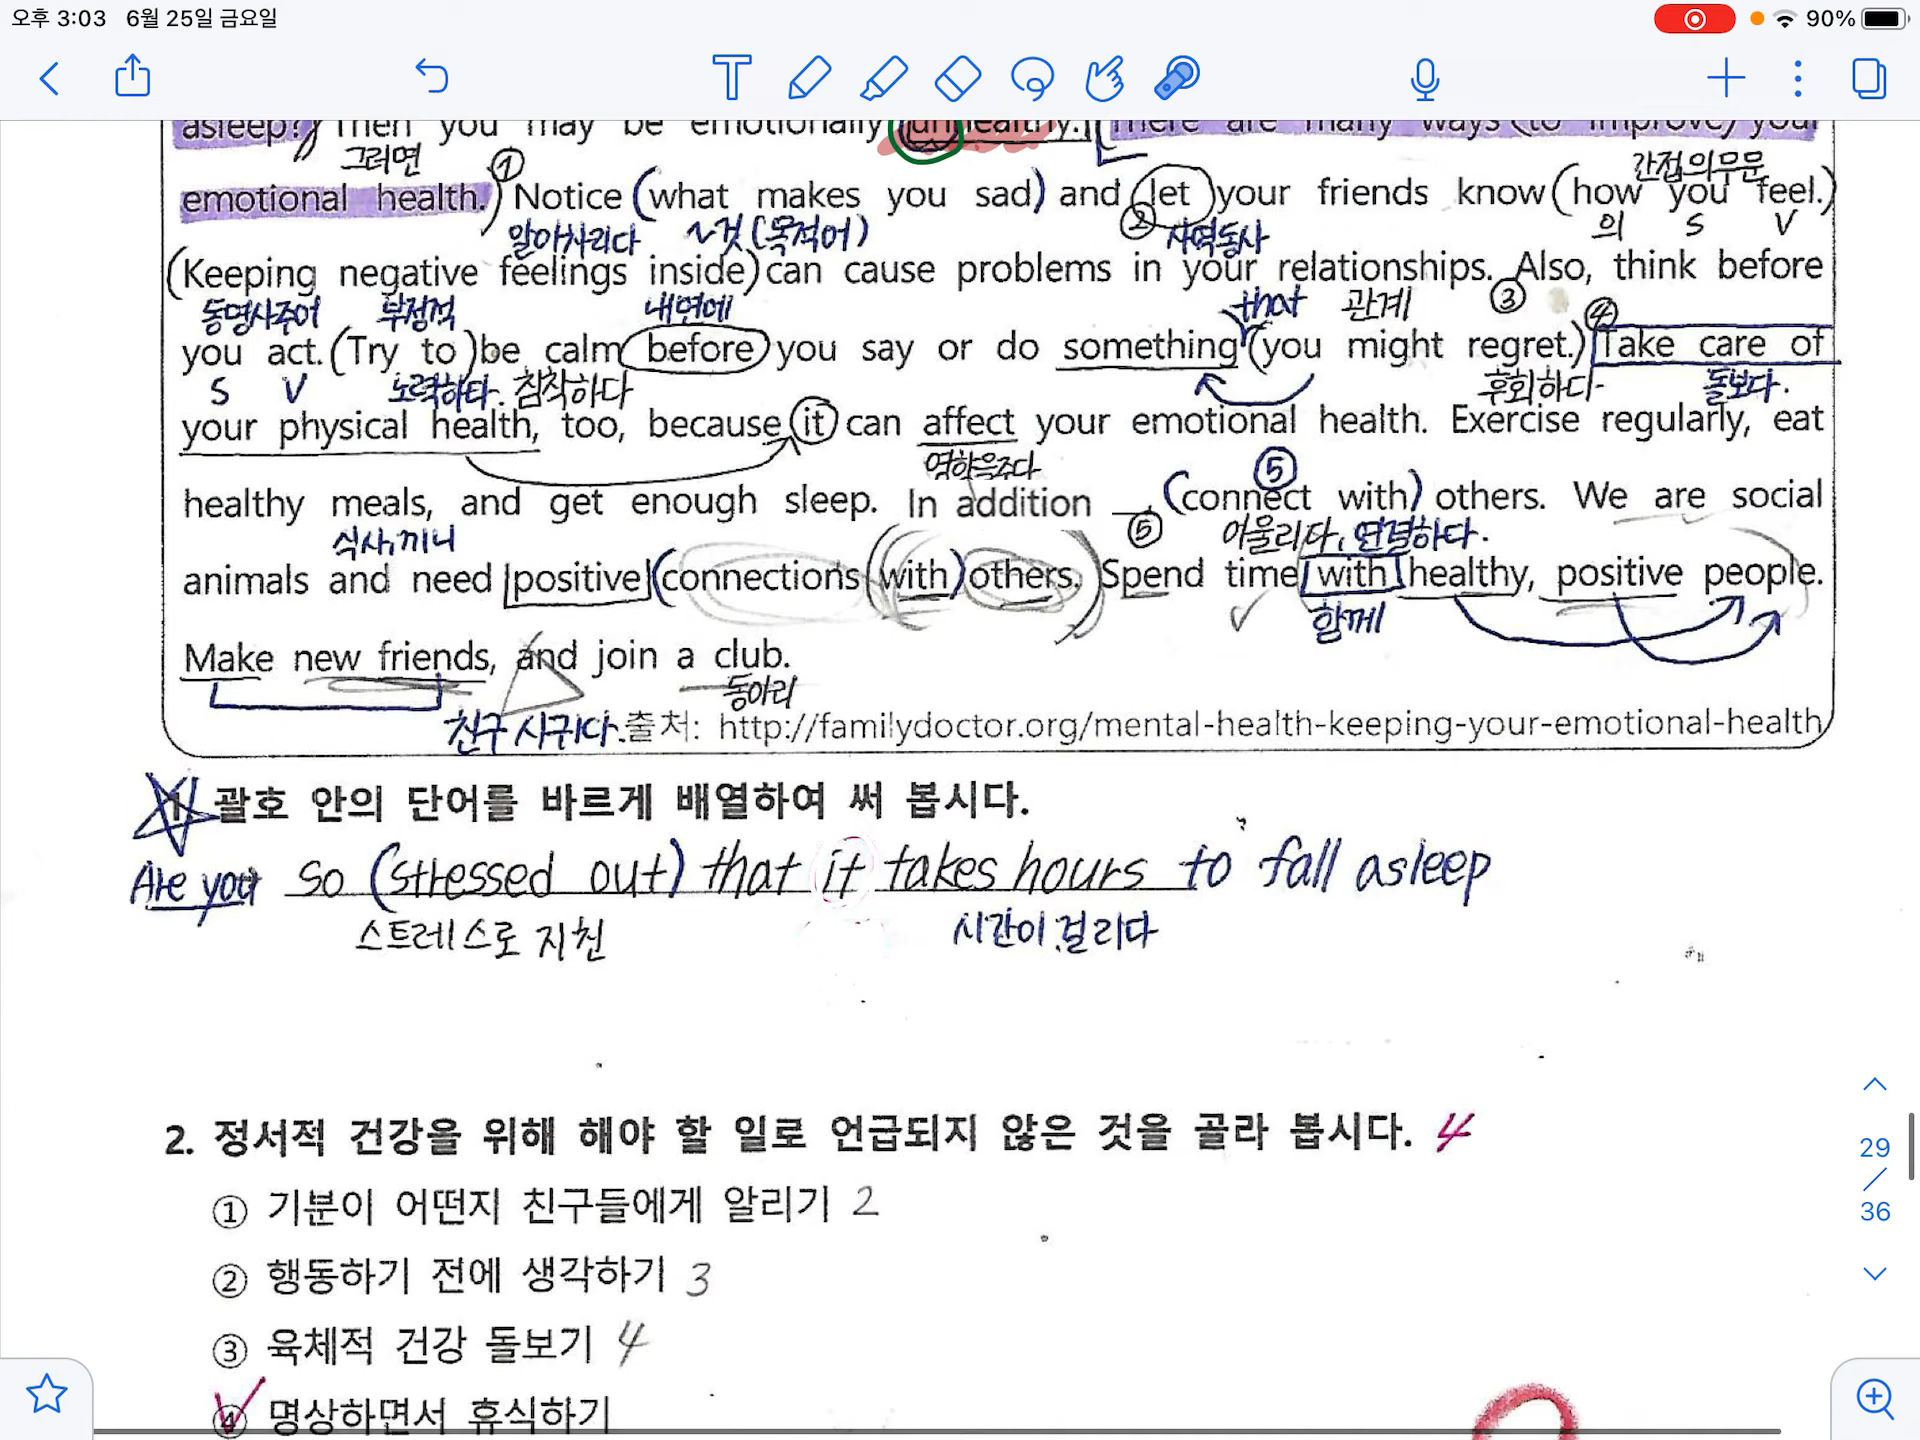 오후 3:03 6월 25일 금요일 90%
asleep? Then you may be emotionally unhealthy. There are many ways (to improve) your
그러면 ① 간접의문문
emotional health.) Notice (what makes you sad) and let your friends know (how you feel.)
알아차리다 ~것 (목적어) ② 사역동사 의 S V
(Keeping negative feelings inside) can cause problems in your relationships. Also, think before
동명사주어 부정적 내면에 that 관계 ③ ④
you act. (Try to) be calm before you say or do something (you might regret.) Take care of
S V 노력하다. 침착하다 후회하다 돌보다.
your physical health, too, because it can affect your emotional health. Exercise regularly, eat
영향을주다 ⑤
healthy meals, and get enough sleep. In addition (connect with) others. We are social
식사, 끼니 ⑤ 어울리다, 연결하다.
animals and need positive (connections (with) others.) Spend time with healthy, positive people.
함께
Make new friends, and join a club.
동아리
친구 사귀다. 출처: http://familydoctor.org/mental-health-keeping-your-emotional-health
1. 괄호 안의 단어를 바르게 배열하여 써 봅시다.
Are you so (stressed out) that it takes hours to fall asleep
스트레스로 지친 시간이 걸리다
2. 정서적 건강을 위해 해야 할 일로 언급되지 않은 것을 골라 봅시다. 4
① 기분이 어떤지 친구들에게 알리기 2
② 행동하기 전에 생각하기 3
③ 육체적 건강 돌보기 4
④ 명상하면서 휴식하기
29
/
36